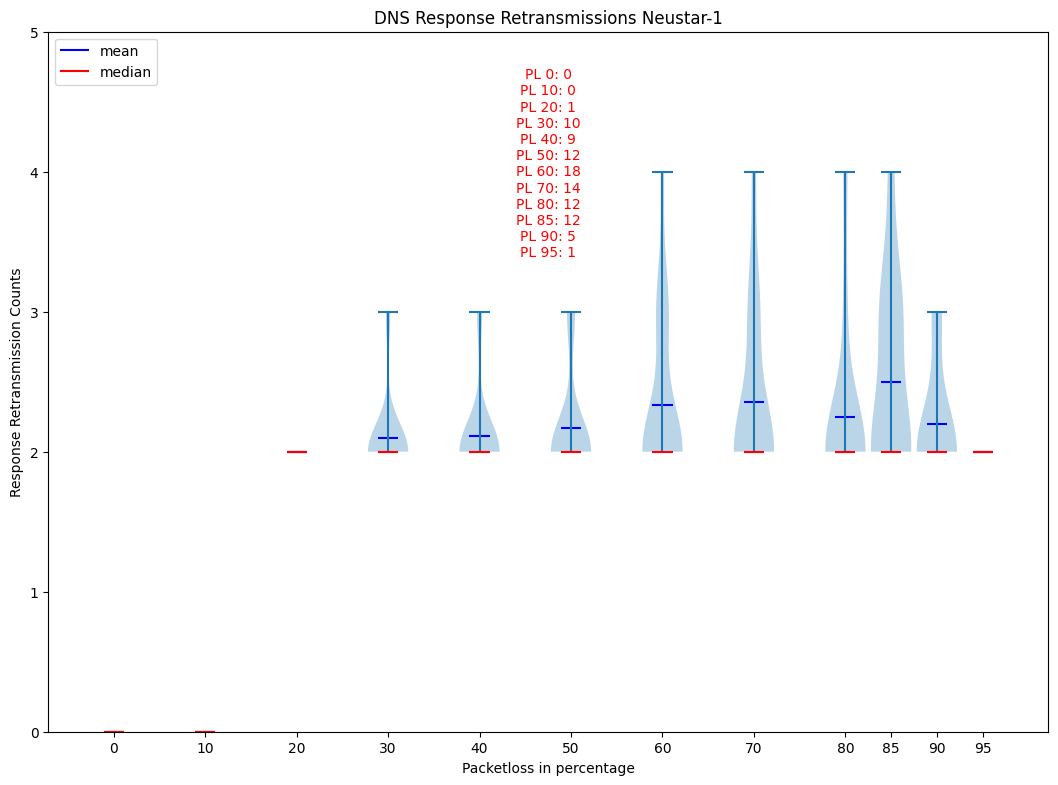 DNS Response Retransmissions Neustar-1
5
mean
median
PL 0: 0
PL 10: 0
PL 20: 1
PL 30: 10
PL 40: 9
PL 50: 12
PL 60: 18
PL 70: 14
PL 80: 12
PL 85: 12
PL 90: 5
PL 95: 1
4
3
2
1
0
Response Retransmission Counts
0 10 20 30 40 50 60 70 80 85 90 95
Packetloss in percentage